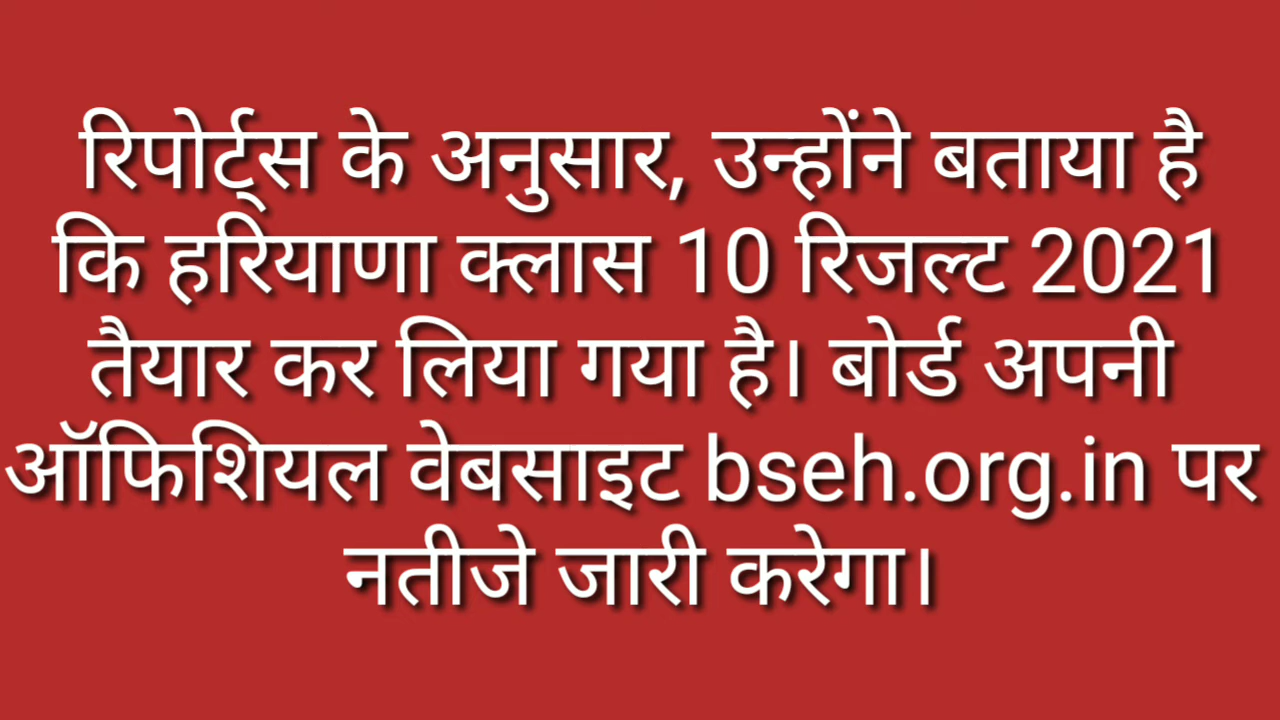 रिपोर्ट्स के अनुसार, उन्होंने बताया है
कि हरियाणा क्लास 10 रिजल्ट 2021
तैयार कर लिया गया है। बोर्ड अपनी
ऑफिशियल वेबसाइट bseh.org.in पर
नतीजे जारी करेगा।